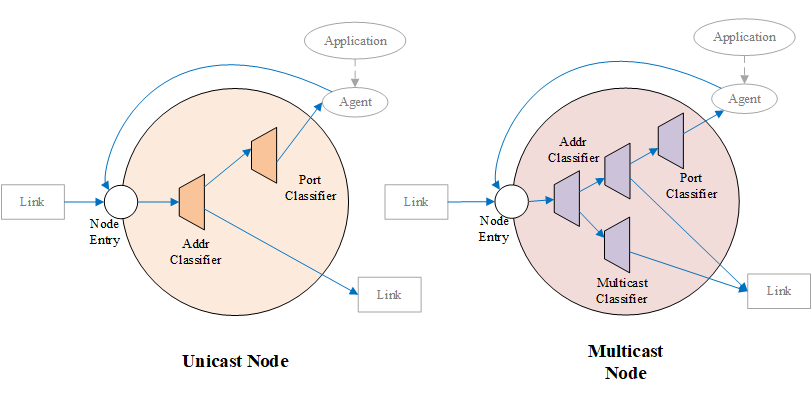 Application
Agent
Port
Classifier
Link
Node
Entry
Addr
Classifier
Link
Unicast Node
Application
Agent
Addr
Classifier
Port
Classifier
Link
Node
Entry
Multicast
Classifier
Link
Multicast
Node